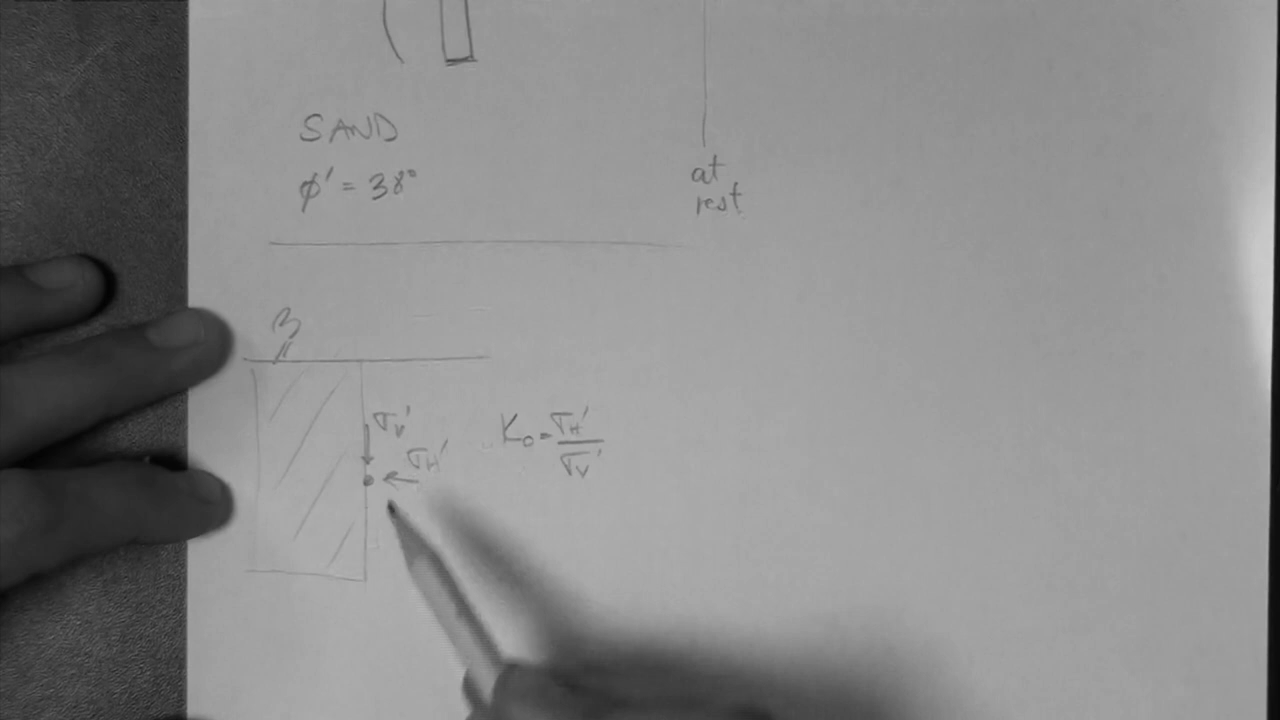 SAND
ϕ' = 38°
at
rest
σv'
σH'
K₀ = σH' / σv'